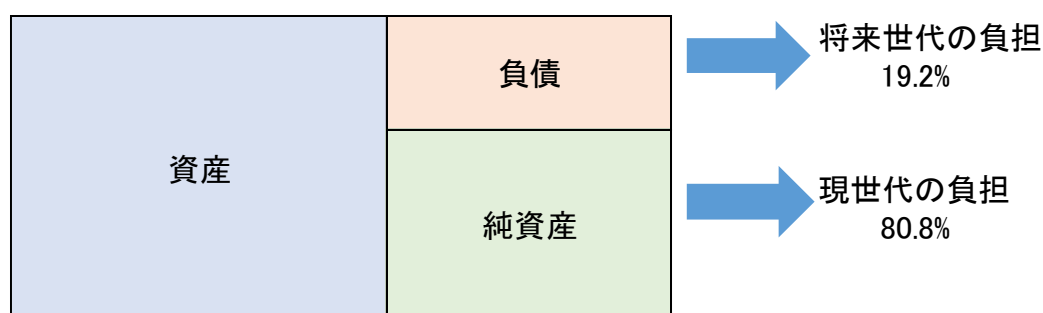 負債
将来世代の負担
19.2%
資産
純資産
現世代の負担
80.8%